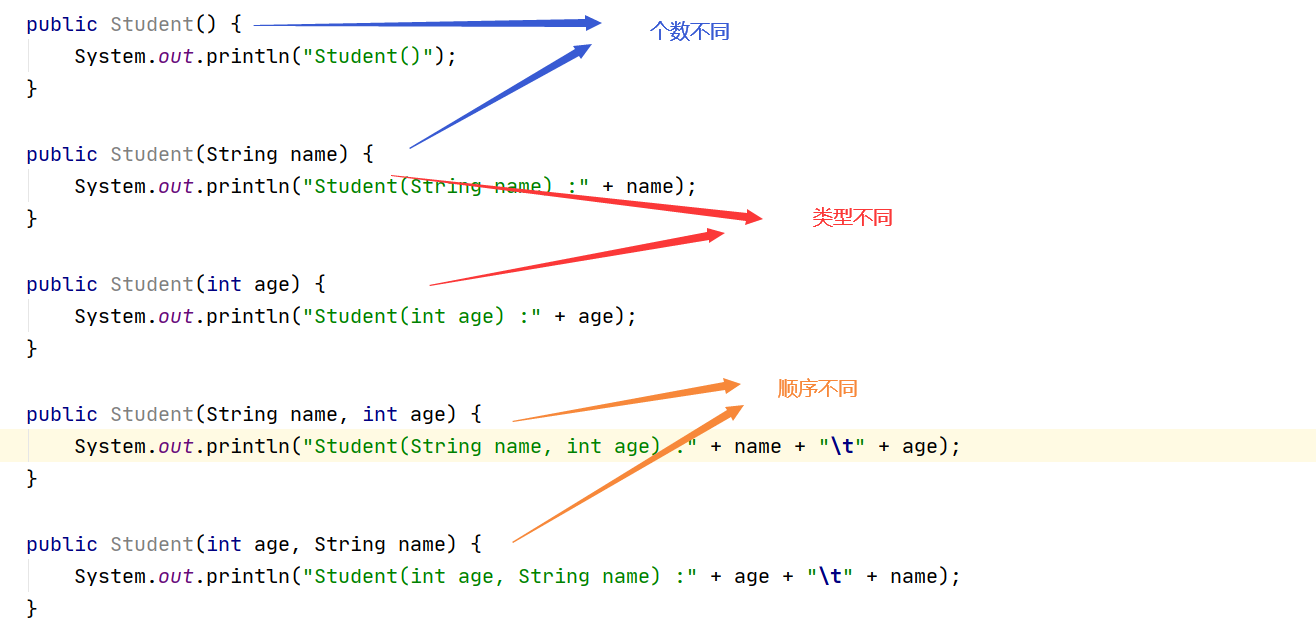 public Student() {
个数不同
System.out.println("Student()");
}
public Student(String name) {
System.out.println("Student(String name) :" + name);
}
类型不同
public Student(int age) {
System.out.println("Student(int age) :" + age);
}
顺序不同
public Student(String name, int age) {
System.out.println("Student(String name, int age) :" + name + "\t" + age);
}
public Student(int age, String name) {
System.out.println("Student(int age, String name) :" + age + "\t" + name);
}